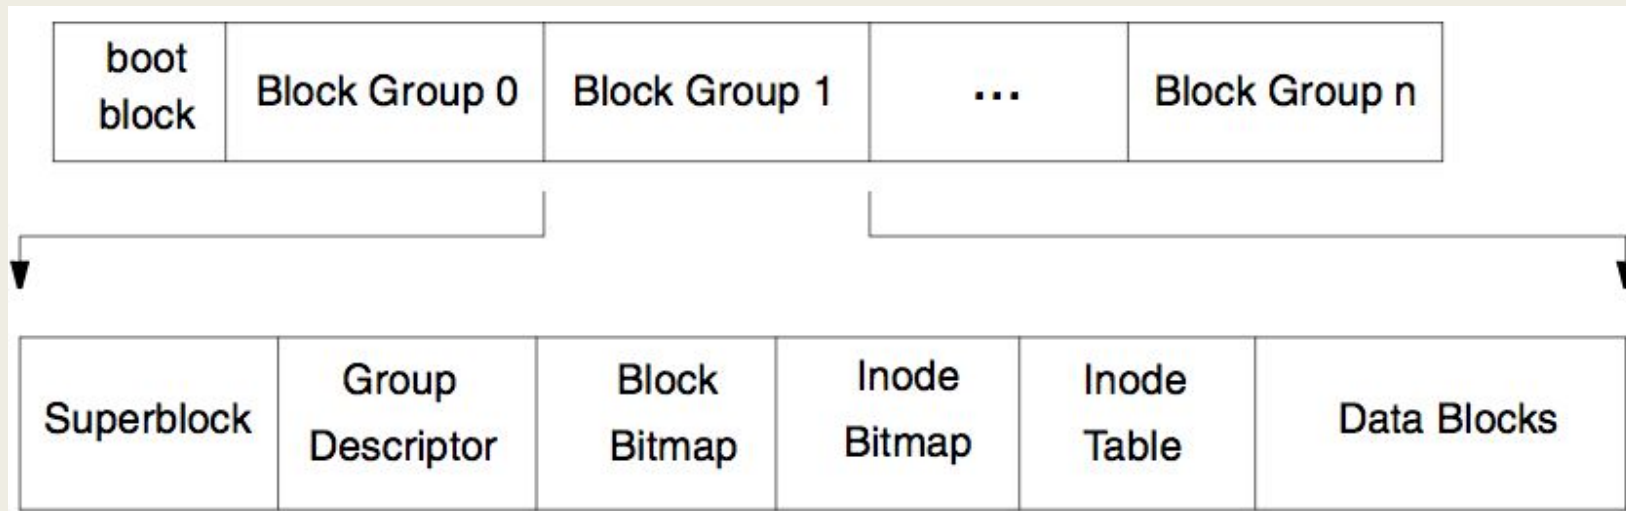 boot
block
Block Group 0
Block Group 1
...
Block Group n
Superblock
Group
Descriptor
Block
Bitmap
Inode
Bitmap
Inode
Table
Data Blocks